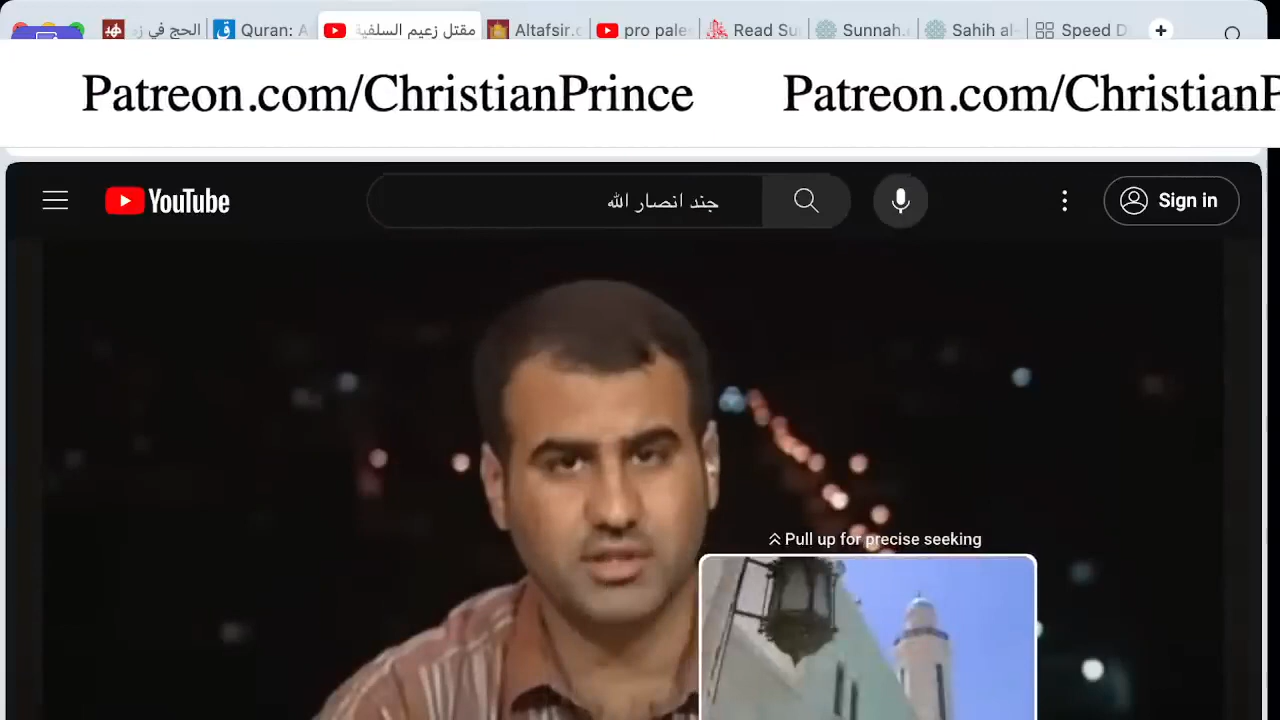 الحج في ز
Quran: A
مقتل زعيم السلفية
Altafsir.c
pro pale
Read Su
Sunnah.
Sahih al-
Speed D
Patreon.com/ChristianPrince
Patreon.com/ChristianP
YouTube
جند انصار الله
Sign in
Pull up for precise seeking